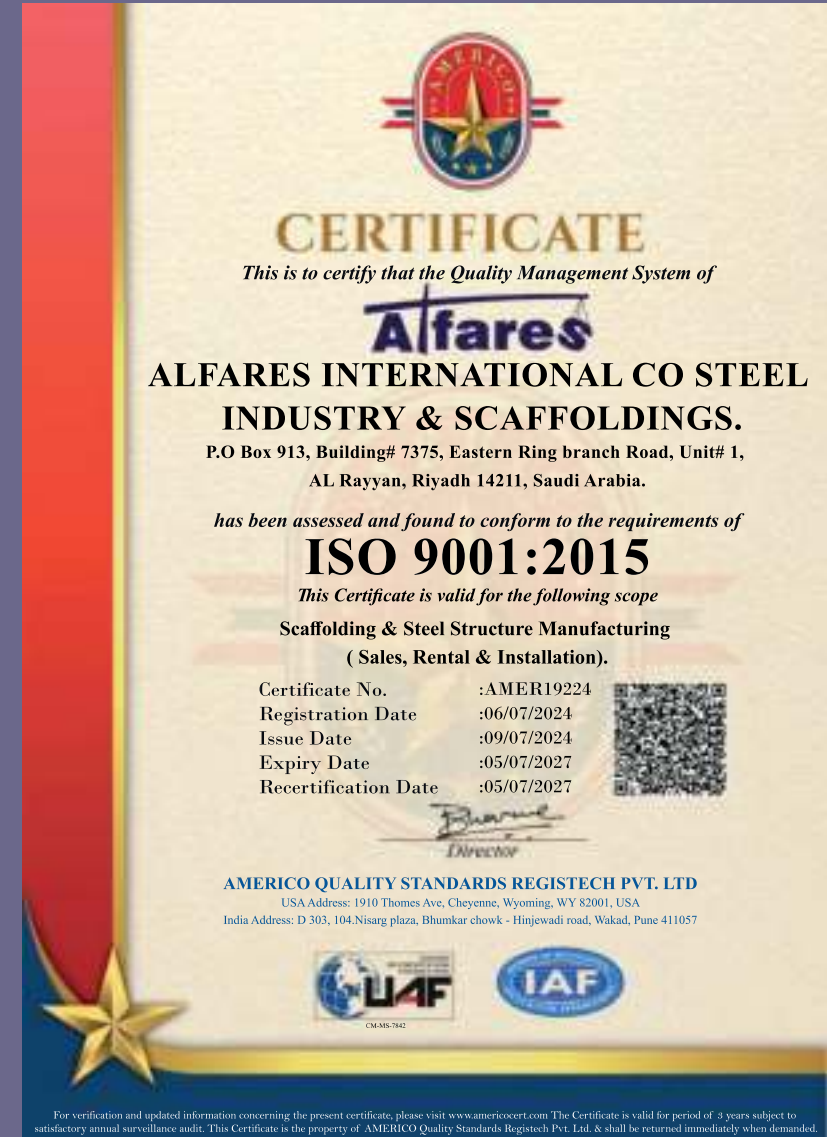 AMERICO
CERTIFICATE
This is to certify that the Quality Management System of
Alfares
ALFARES INTERNATIONAL CO STEEL
INDUSTRY & SCAFFOLDINGS.
P.O Box 913, Building# 7375, Eastern Ring branch Road, Unit# 1,
AL Rayyan, Riyadh 14211, Saudi Arabia.
has been assessed and found to conform to the requirements of
ISO 9001:2015
This Certificate is valid for the following scope
Scaffolding & Steel Structure Manufacturing
( Sales, Rental & Installation).
Certificate No. :AMER19224
Registration Date :06/07/2024
Issue Date :09/07/2024
Expiry Date :05/07/2027
Recertification Date :05/07/2027
Director
AMERICO QUALITY STANDARDS REGISTECH PVT. LTD
USA Address: 1910 Thomes Ave, Cheyenne, Wyoming, WY 82001, USA
India Address: D 303, 104.Nisarg plaza, Bhumkar chowk - Hinjewadi road, Wakad, Pune 411057
UAF
IAF
CM-MS-7842
For verification and updated information concerning the present certificate, please visit www.americocert.com The Certificate is valid for period of 3 years subject to
satisfactory annual surveillance audit. This Certificate is the property of AMERICO Quality Standards Registech Pvt. Ltd. & shall be returned immediately when demanded.